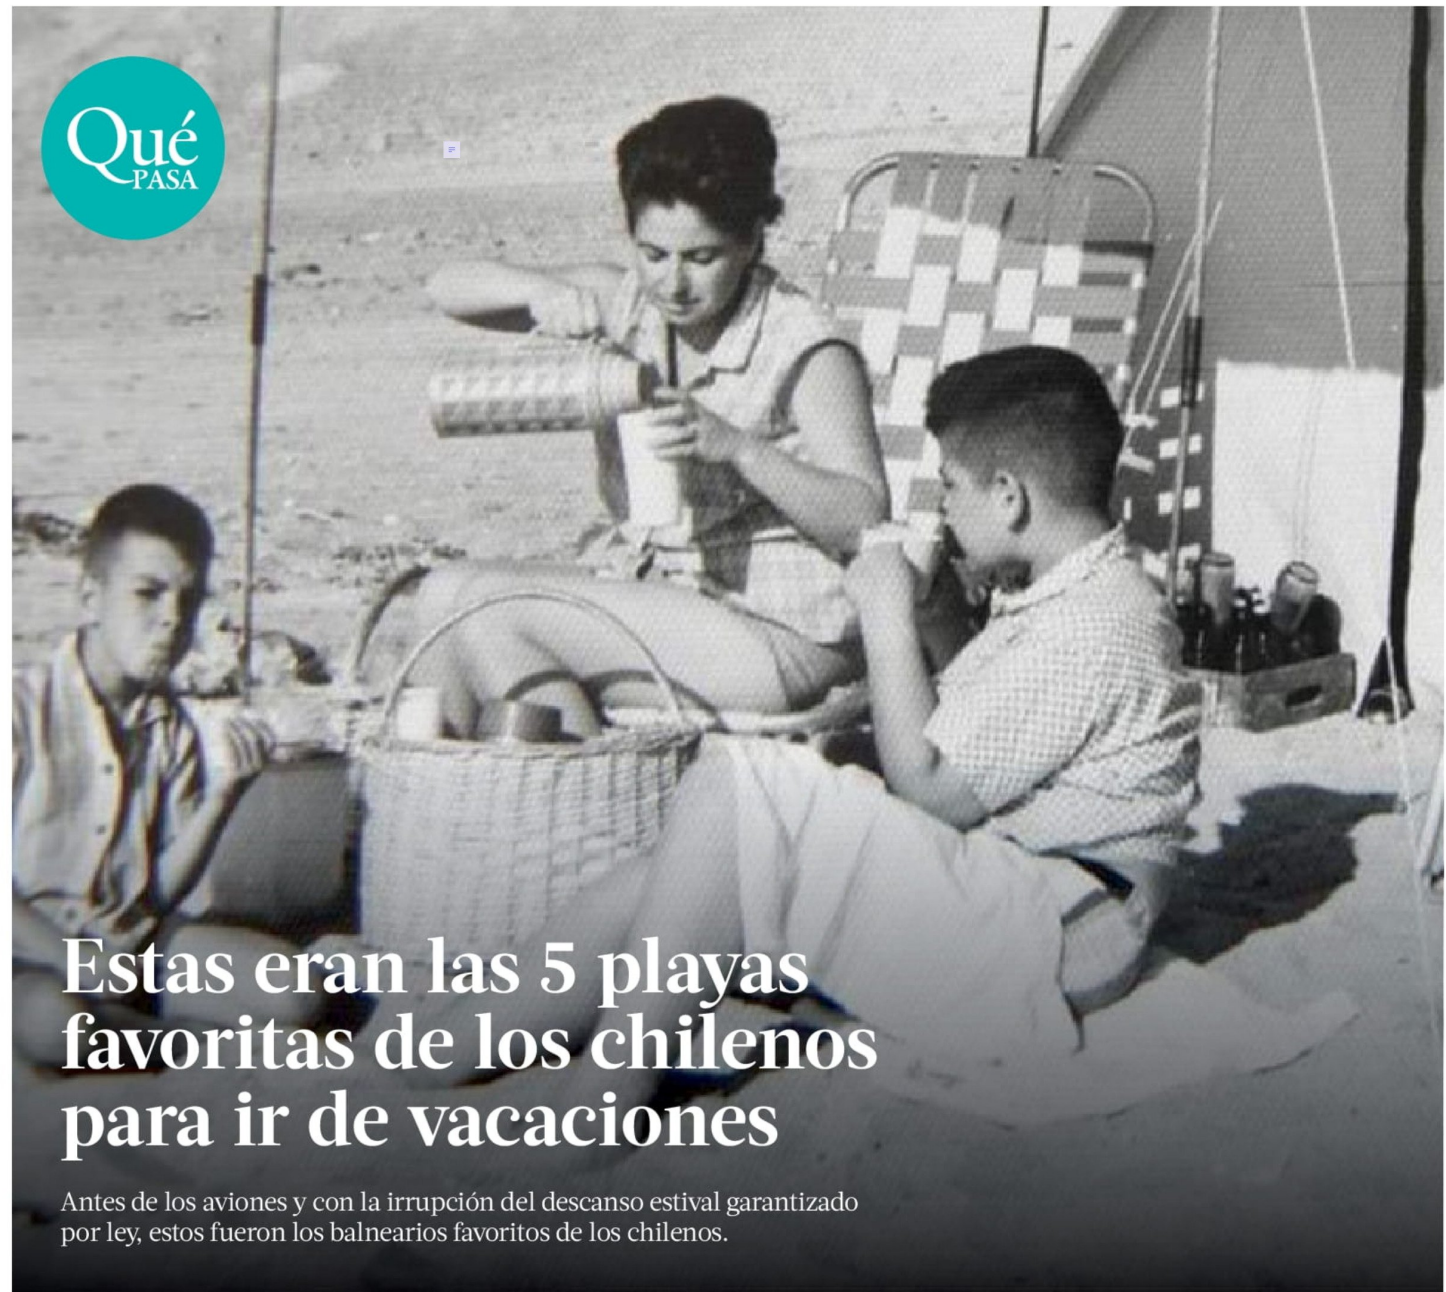 Qué
PASA
Estas eran las 5 playas
favoritas de los chilenos
para ir de vacaciones
Antes de los aviones y con la irrupción del descanso estival garantizado
por ley, estos fueron los balnearios favoritos de los chilenos.